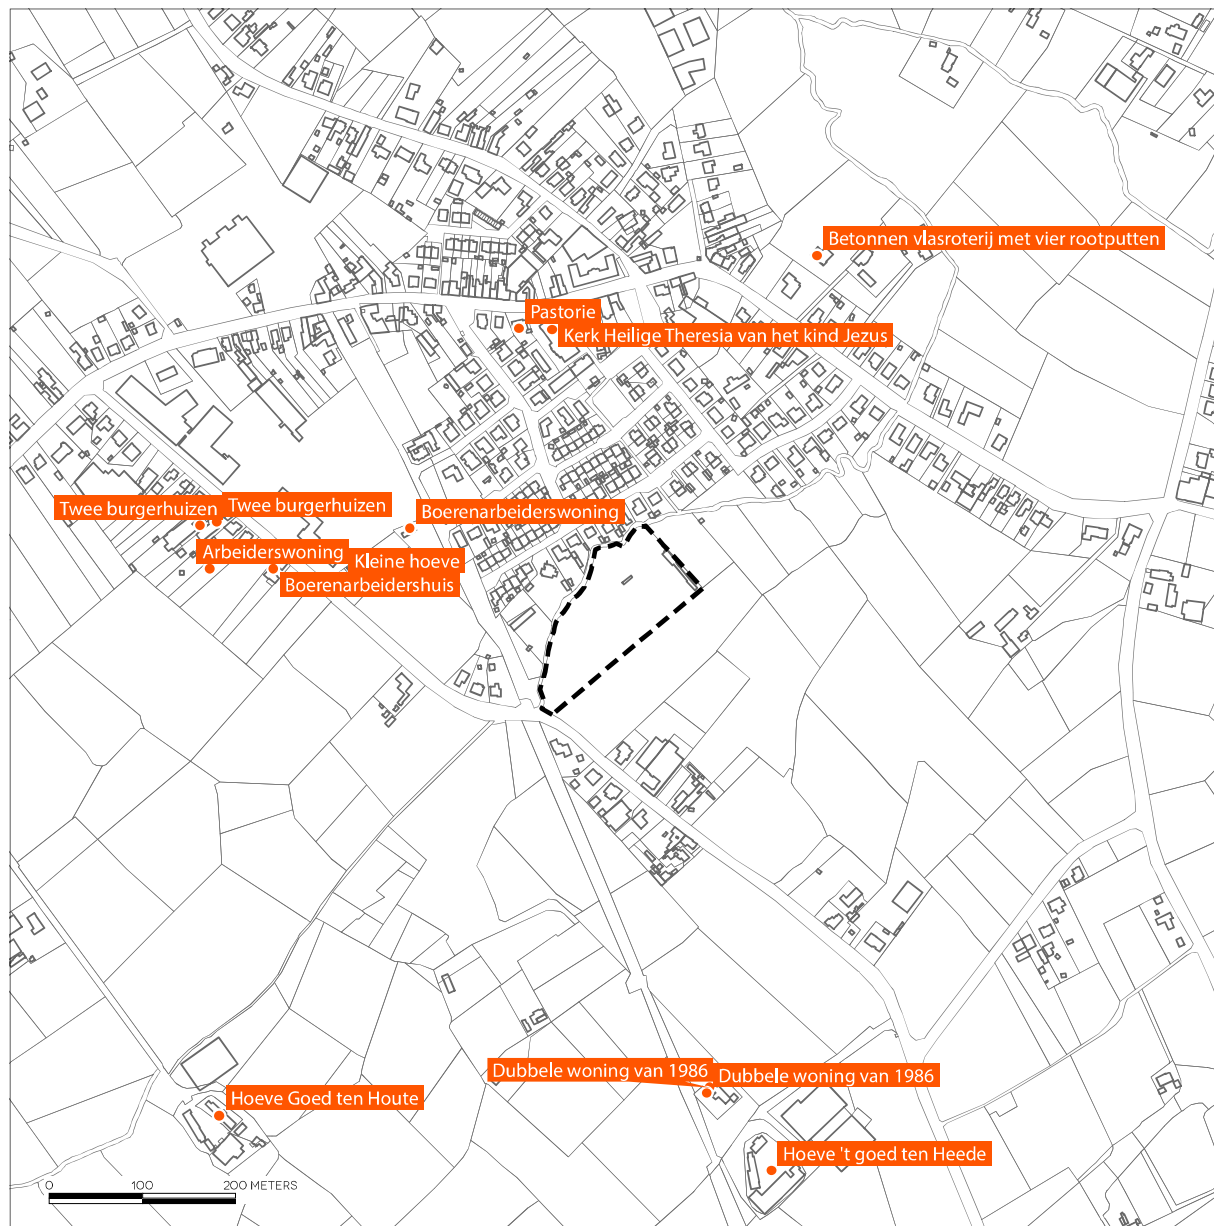 Betonnen vlasroterij met vier rootputten
Pastorie
Kerk Heilige Theresia van het kind Jezus
Twee burgerhuizen
Twee burgerhuizen
Boerenarbeiderswoning
Arbeiderswoning
Kleine hoeve
Boerenarbeidershuis
Dubbele woning van 1986
Dubbele woning van 1986
Hoeve Goed ten Houte
Hoeve 't goed ten Heede
0 100 200 METERS